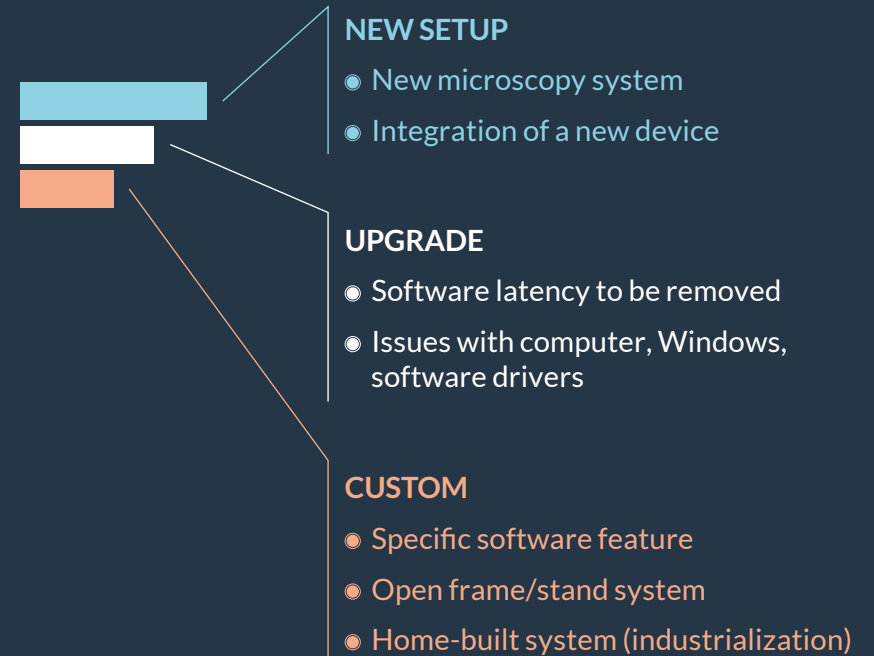 NEW SETUP
◉ New microscopy system
◉ Integration of a new device
UPGRADE
◉ Software latency to be removed
◉ Issues with computer, Windows,
software drivers
CUSTOM
◉ Specific software feature
◉ Open frame/stand system
◉ Home-built system (industrialization)